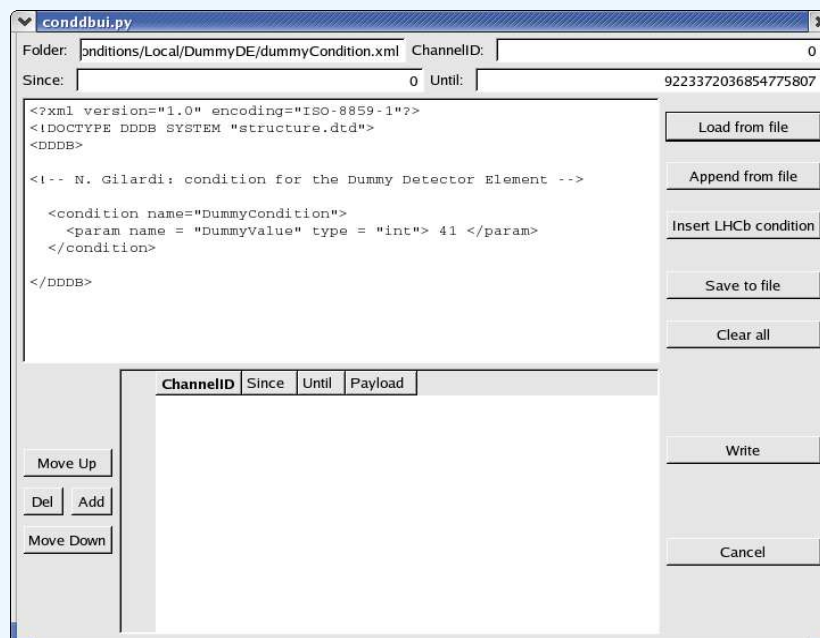 conddbui.py
Folder: onditions/Local/DummyDE/dummyCondition.xml ChannelID: 0
Since: 0 Until: 9223372036854775807
<?xml version="1.0" encoding="ISO-8859-1"?>
<!DOCTYPE DDDB SYSTEM "structure.dtd">
<DDDB>
<!-- N. Gilardi: condition for the Dummy Detector Element -->
<condition name="DummyCondition">
<param name = "DummyValue" type = "int"> 41 </param>
</condition>
</DDDB>
Load from file
Append from file
Insert LHCb condition
Save to file
Clear all
ChannelID Since Until Payload
Move Up
Del Add
Move Down
Write
Cancel